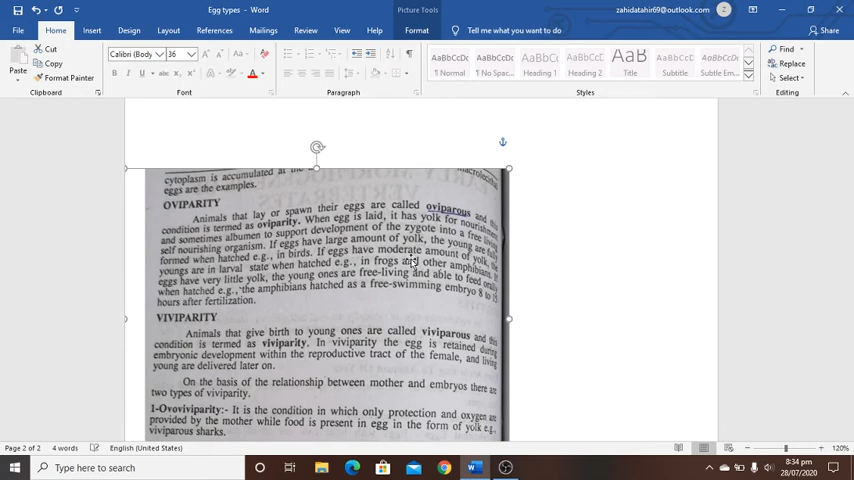 Egg types - Word
Picture Tools
zahidatahir69@outlook.com
Z
File
Home
Insert
Draw
Design
Layout
References
Mailings
Review
View
Help
Format
Tell me what you want to do
Share
Paste
Cut
Copy
Format Painter
Clipboard
Calibri (Body
36
Font
Paragraph
AaBbCcDc
¶ Normal
AaBbCcDc
¶ No Spac...
AaBbCc
Heading 1
AaBbCcC
Heading 2
AaB
Title
AaBbCcD
Subtitle
AaBbCcDc
Subtle Em...
Styles
Find
Replace
Select
Editing
cytoplasm is accumulated at the
macrolecithal
eggs are the examples.
OVIPARITY
Animals that lay or spawn their eggs are called oviparous and this
condition is termed as oviparity. When egg is laid, it has yolk for nourishment
and sometimes albumen to support development of the zygote into a free living
self nourishing organism. If eggs have large amount of yolk, the young are fully
formed when hatched e.g., in birds. If eggs have moderate amount of yolk, the
youngs are in larval state when hatched e.g., in frogs and other amphibians. If
eggs have very little yolk, the young ones are free-living and able to feed orally
when hatched e.g., the amphibians hatched as a free-swimming embryo 8 to 15
hours after fertilization.
VIVIPARITY
Animals that give birth to young ones are called viviparous and this
condition is termed as viviparity. In viviparity the egg is retained during
embryonic development within the reproductive tract of the female, and living
young are delivered later on.
On the basis of the relationship between mother and embryos there are
two types of viviparity.
1-Ovoviviparity:- It is the condition in which only protection and oxygen are
provided by the mother while food is present in egg in the form of yolk e.g.,
viviparous sharks.
Page 2 of 2
4 words
English (United States)
120%
Type here to search
8:34 pm
28/07/2020